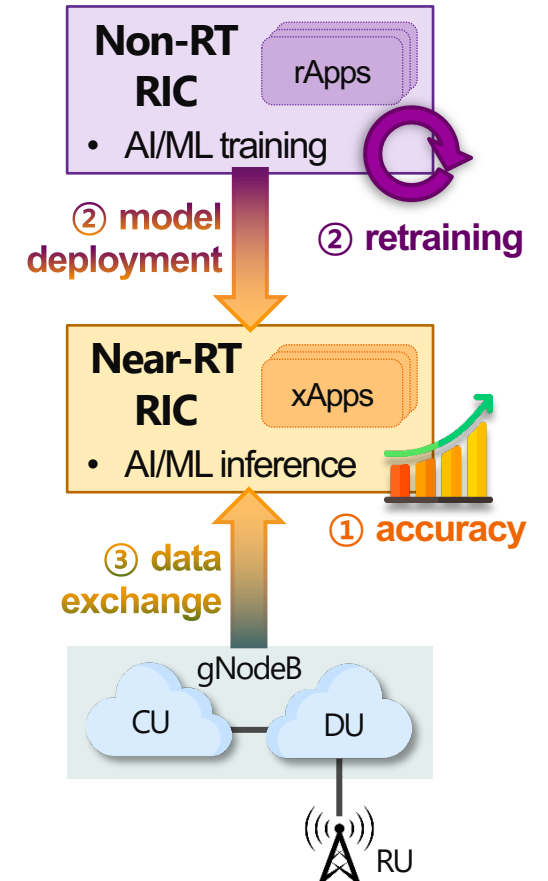 Non-RT
RIC
rApps
• AI/ML training
② model
deployment
② retraining
Near-RT
RIC
xApps
• AI/ML inference
① accuracy
③ data
exchange
gNodeB
CU
DU
RU